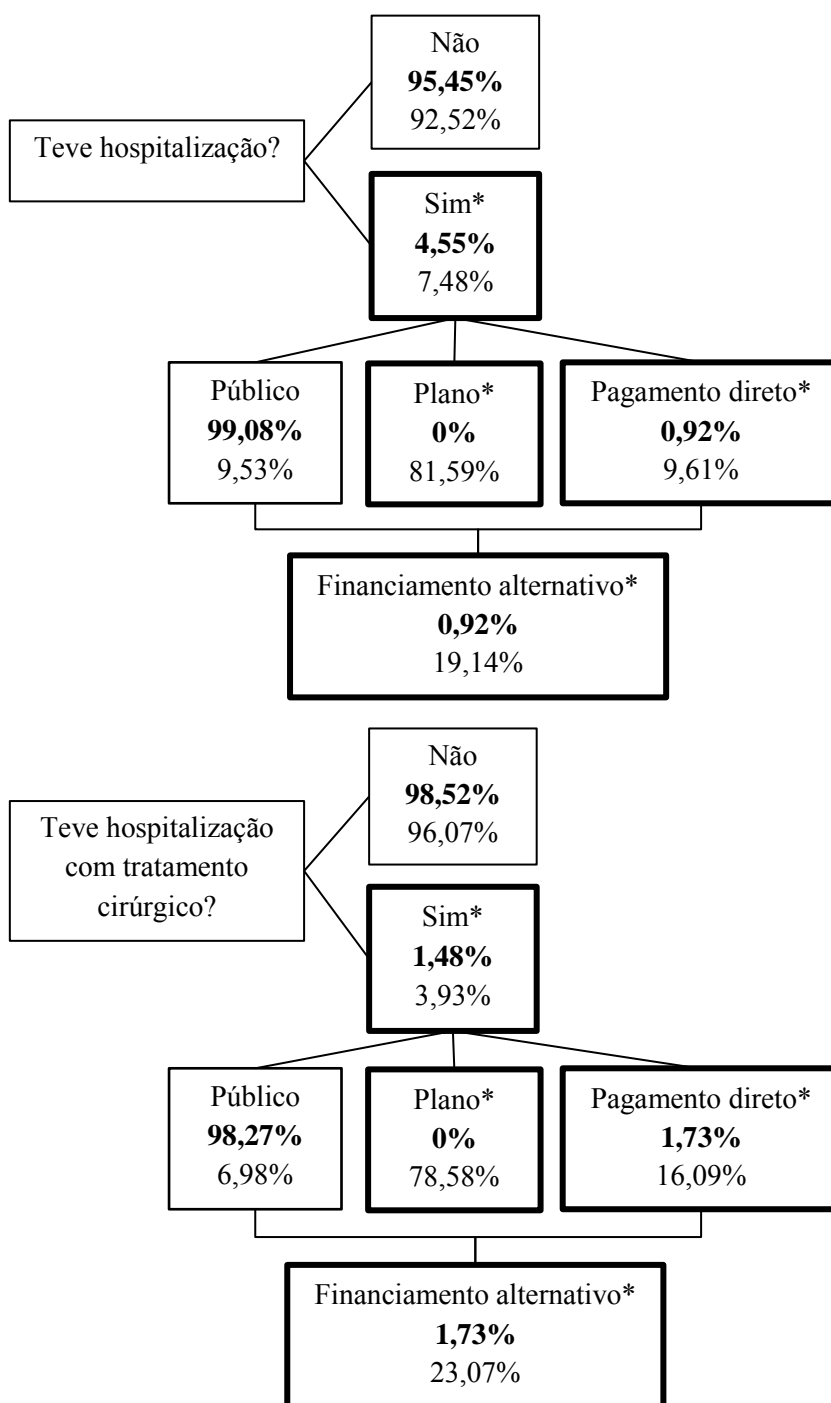 Não
95,45%
92,52%
Teve hospitalização?
Sim*
4,55%
7,48%
Público
99,08%
9,53%
Plano*
0%
81,59%
Pagamento direto*
0,92%
9,61%
Financiamento alternativo*
0,92%
19,14%
Não
98,52%
96,07%
Teve hospitalização
com tratamento
cirúrgico?
Sim*
1,48%
3,93%
Público
98,27%
6,98%
Plano*
0%
78,58%
Pagamento direto*
1,73%
16,09%
Financiamento alternativo*
1,73%
23,07%